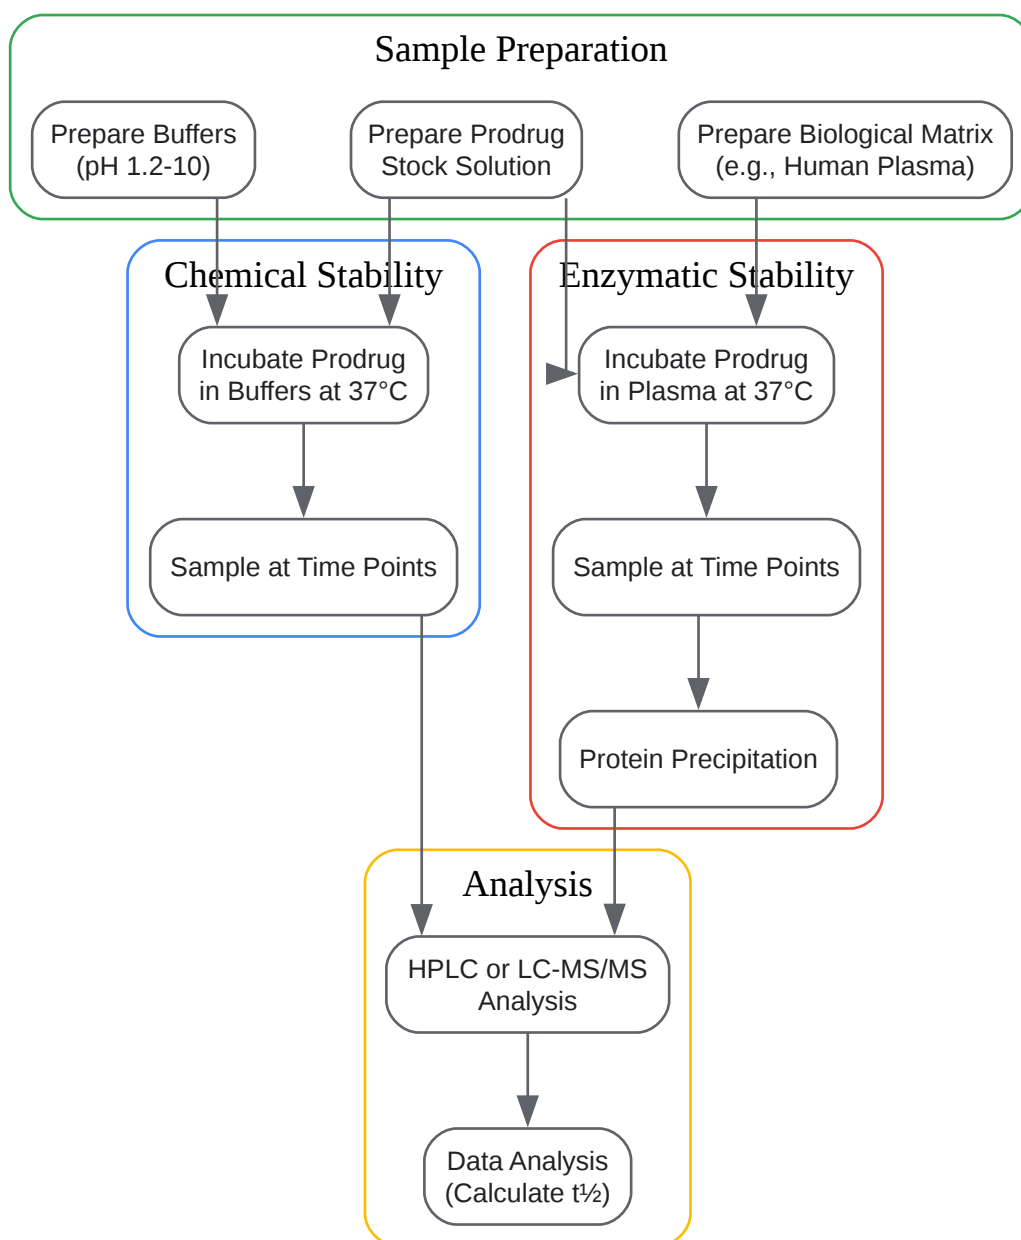 Sample Preparation
Prepare Buffers
(pH 1.2-10)
Prepare Prodrug
Stock Solution
Prepare Biological Matrix
(e.g., Human Plasma)
Chemical Stability
Incubate Prodrug
in Buffers at 37°C
Sample at Time Points
Enzymatic Stability
Incubate Prodrug
in Plasma at 37°C
Sample at Time Points
Protein Precipitation
Analysis
HPLC or LC-MS/MS
Analysis
Data Analysis
(Calculate t½)